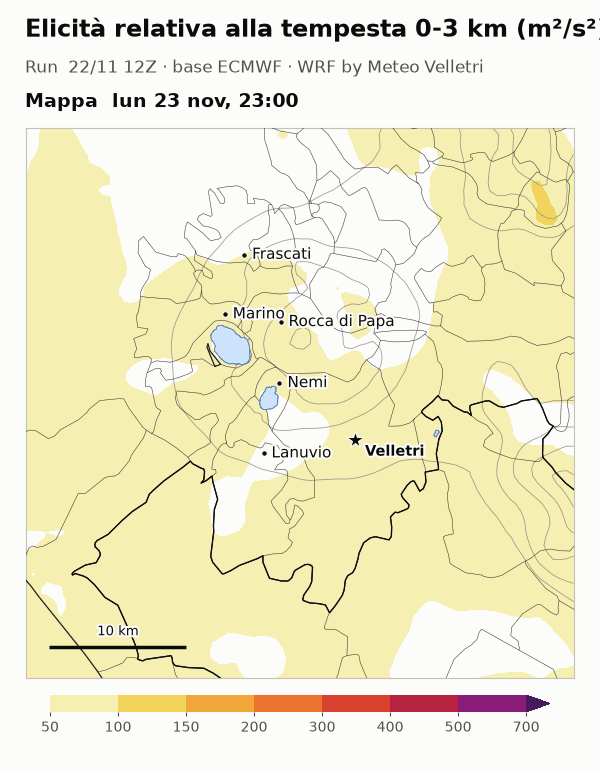 Elicità relativa alla tempesta 0-3 km (m²/s²)
Run  22/11 12Z · base ECMWF · WRF by Meteo Velletri
Mappa  lun 23 nov, 23:00
Frascati
Marino
Rocca di Papa
Nemi
Velletri
Lanuvio
10 km
50 100 150 200 300 400 500 700